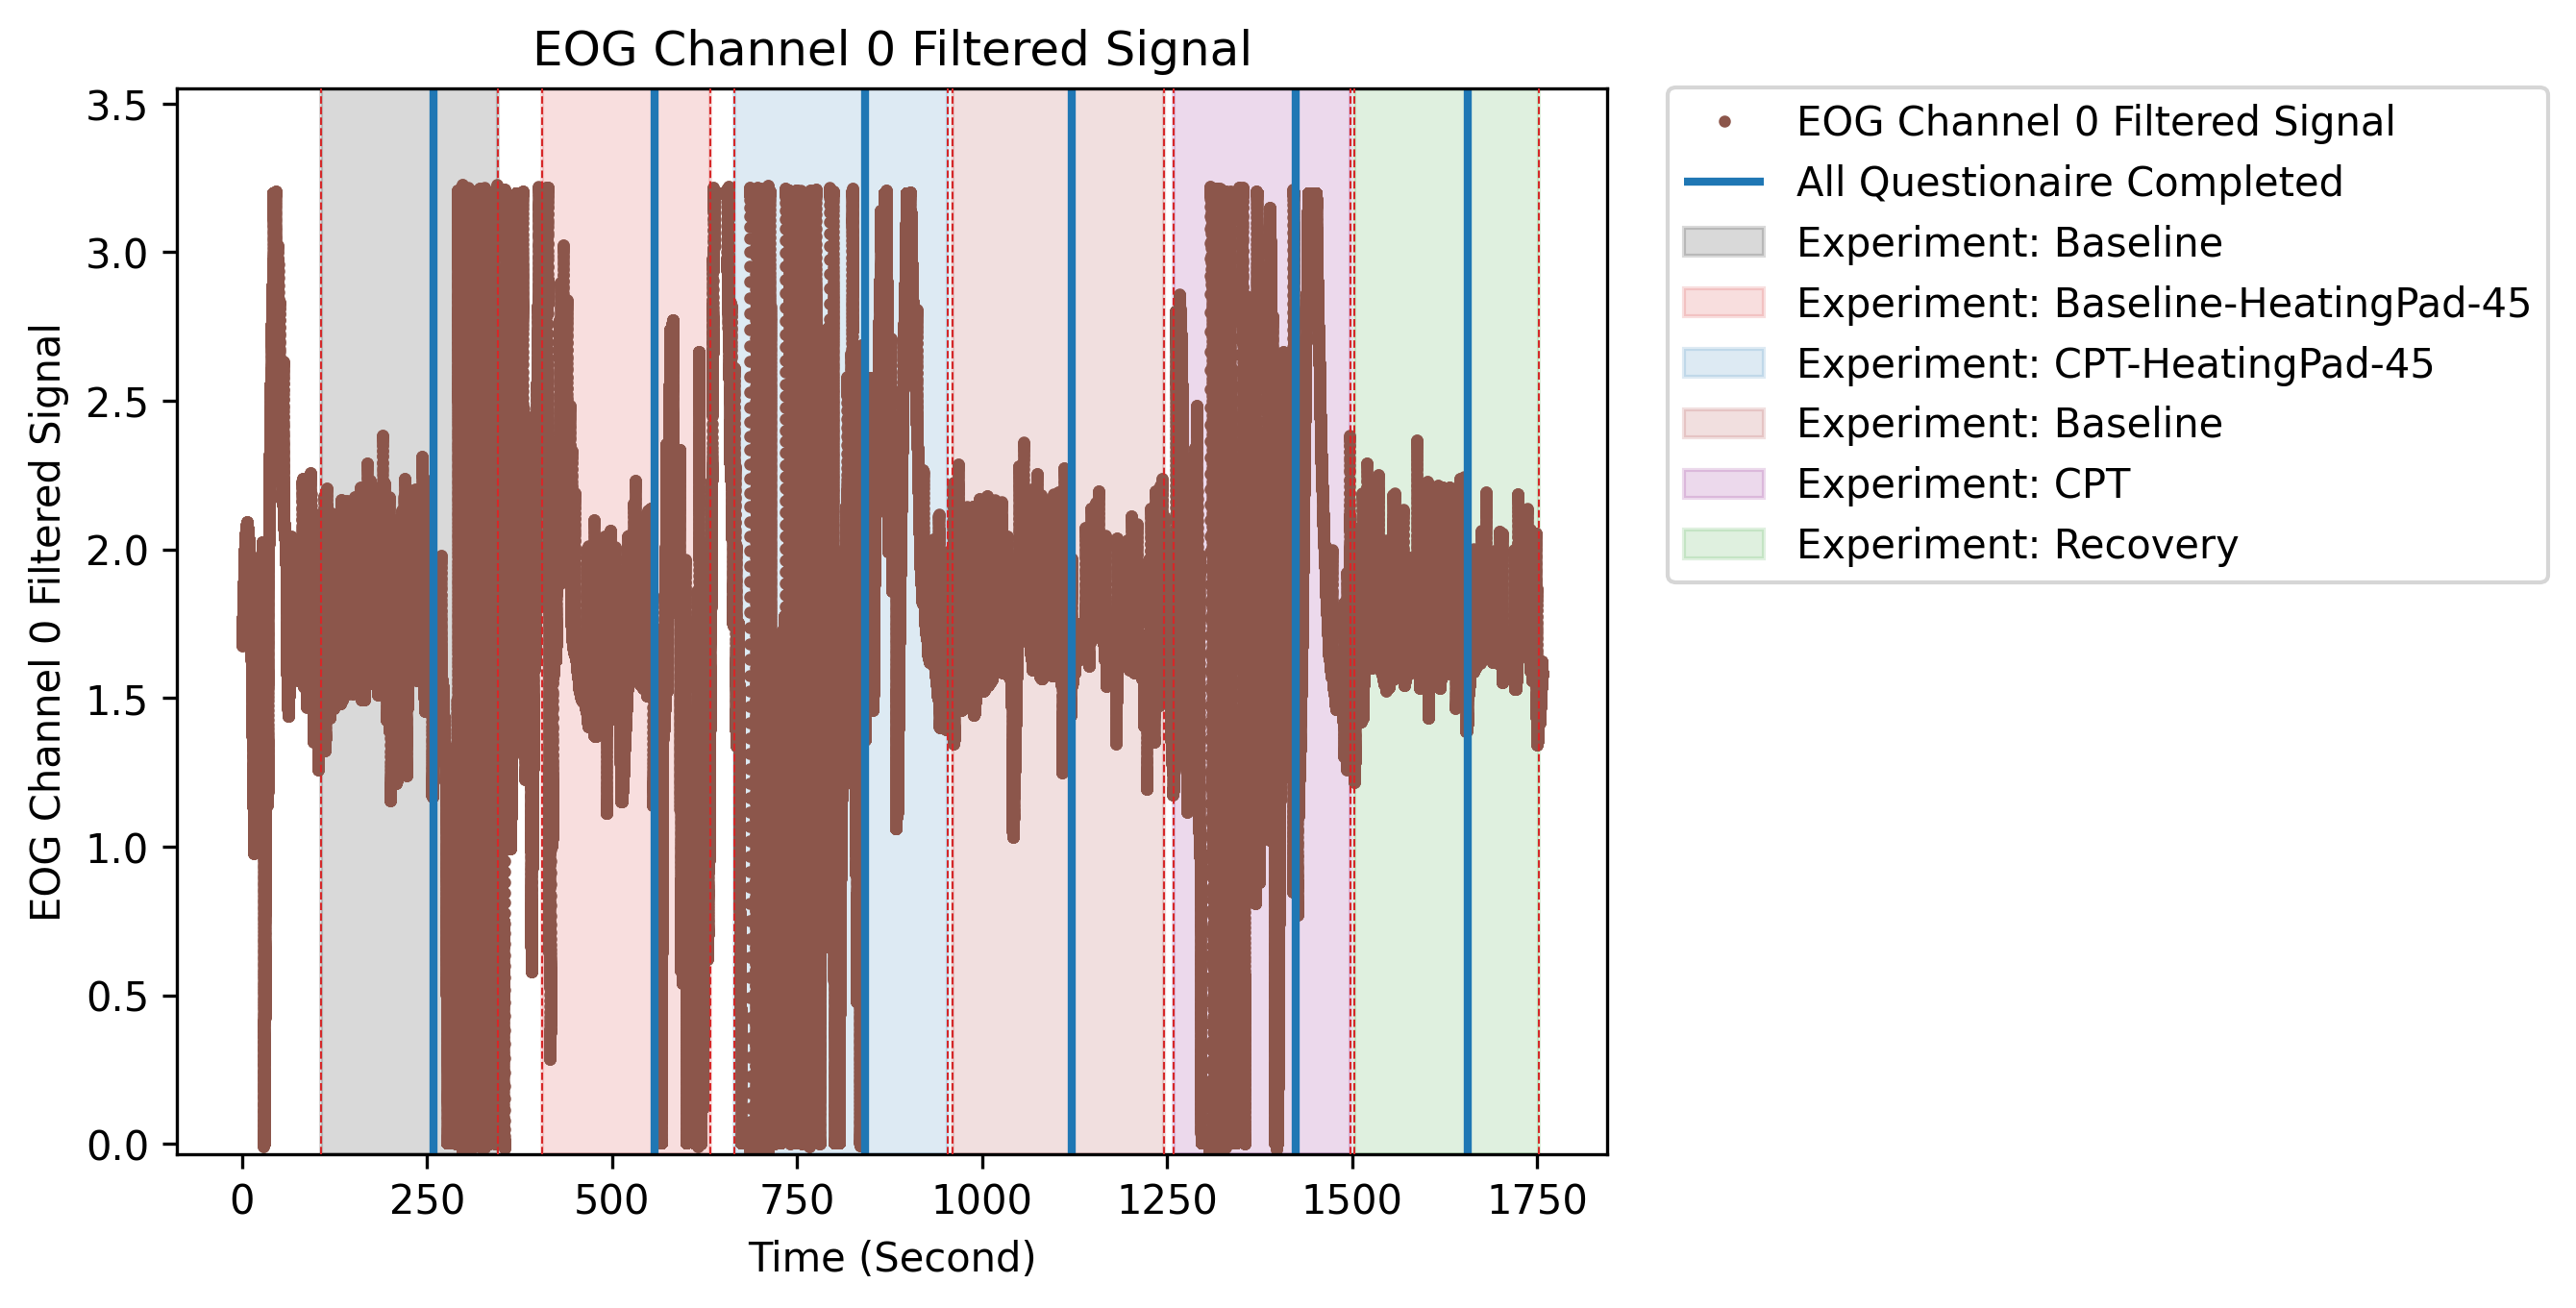 EOG Channel 0 Filtered Signal
EOG Channel 0 Filtered Signal
3.5
3.0
2.5
2.0
1.5
1.0
0.5
0.0
0 250 500 750 1000 1250 1500 1750
Time (Second)
EOG Channel 0 Filtered Signal
All Questionaire Completed
Experiment: Baseline
Experiment: Baseline-HeatingPad-45
Experiment: CPT-HeatingPad-45
Experiment: Baseline
Experiment: CPT
Experiment: Recovery